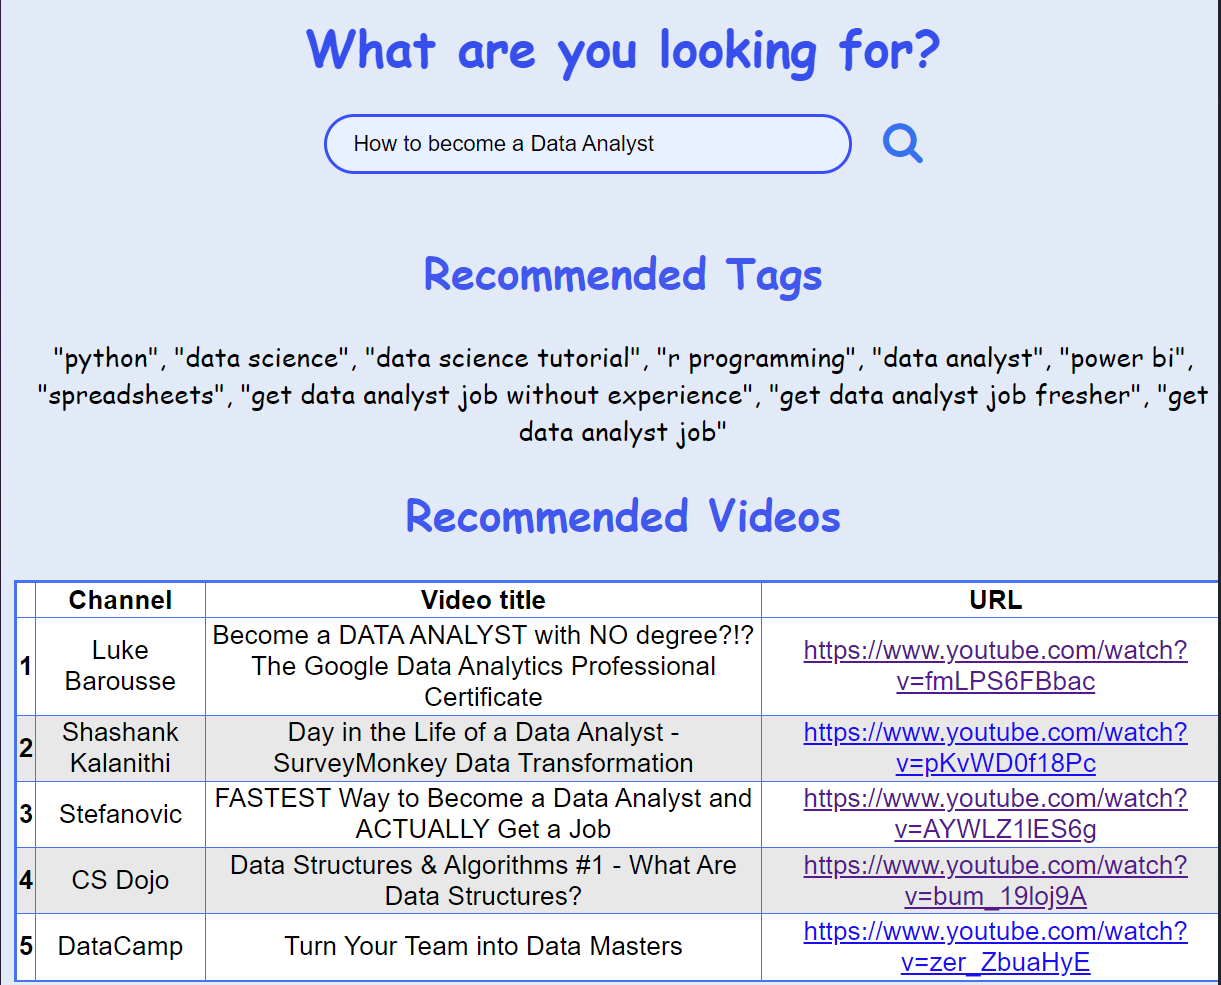 What are you looking for?
How to become a Data Analyst
Recommended Tags
"python", "data science", "data science tutorial", "r programming", "data analyst", "power bi",
"spreadsheets", "get data analyst job without experience", "get data analyst job fresher", "get
data analyst job"
Recommended Videos
Channel Video title URL
1
Luke
Barousse
Become a DATA ANALYST with NO degree?!?
The Google Data Analytics Professional
Certificate
https://www.youtube.com/watch?
v=fmLPS6FBbac
2
Shashank
Kalanithi
Day in the Life of a Data Analyst -
SurveyMonkey Data Transformation
https://www.youtube.com/watch?
v=pKvWD0f18Pc
3
Stefanovic
FASTEST Way to Become a Data Analyst and
ACTUALLY Get a Job
https://www.youtube.com/watch?
v=AYWLZ1lES6g
4
CS Dojo
Data Structures & Algorithms #1 - What Are
Data Structures?
https://www.youtube.com/watch?
v=bum_19loj9A
5
DataCamp
Turn Your Team into Data Masters
https://www.youtube.com/watch?
v=zer_ZbuaHyE